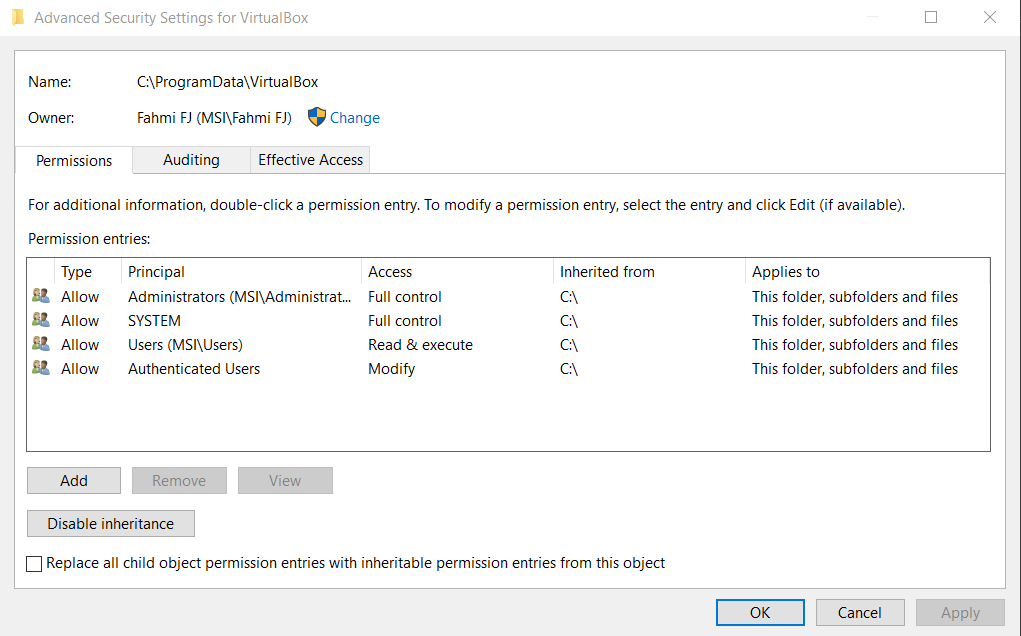 Advanced Security Settings for VirtualBox
Name: C:\ProgramData\VirtualBox
Owner: Fahmi FJ (MSI\Fahmi FJ) Change
Permissions Auditing Effective Access
For additional information, double-click a permission entry. To modify a permission entry, select the entry and click Edit (if available).
Permission entries:
Type Principal Access Inherited from Applies to
Allow Administrators (MSI\Administrat... Full control C:\ This folder, subfolders and files
Allow SYSTEM Full control C:\ This folder, subfolders and files
Allow Users (MSI\Users) Read & execute C:\ This folder, subfolders and files
Allow Authenticated Users Modify C:\ This folder, subfolders and files
Add Remove View
Disable inheritance
Replace all child object permission entries with inheritable permission entries from this object
OK Cancel Apply